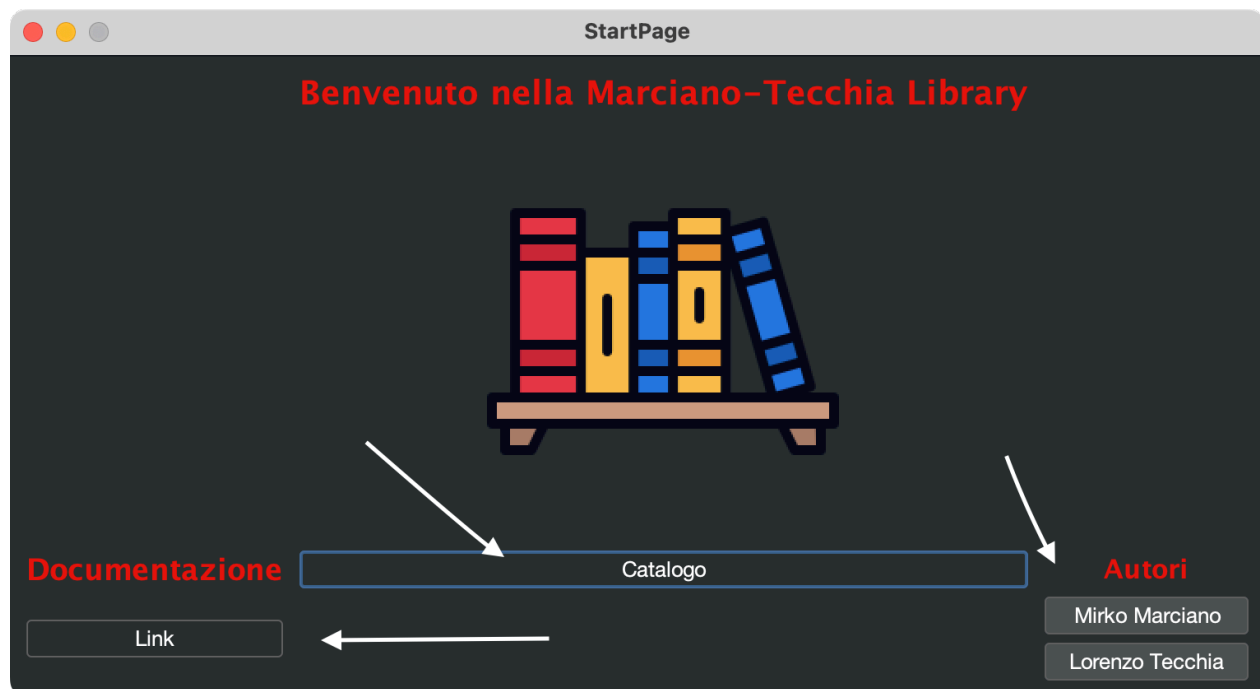 StartPage
Benvenuto nella Marciano-Tecchia Library
Documentazione
Catalogo
Autori
Link
Mirko Marciano
Lorenzo Tecchia